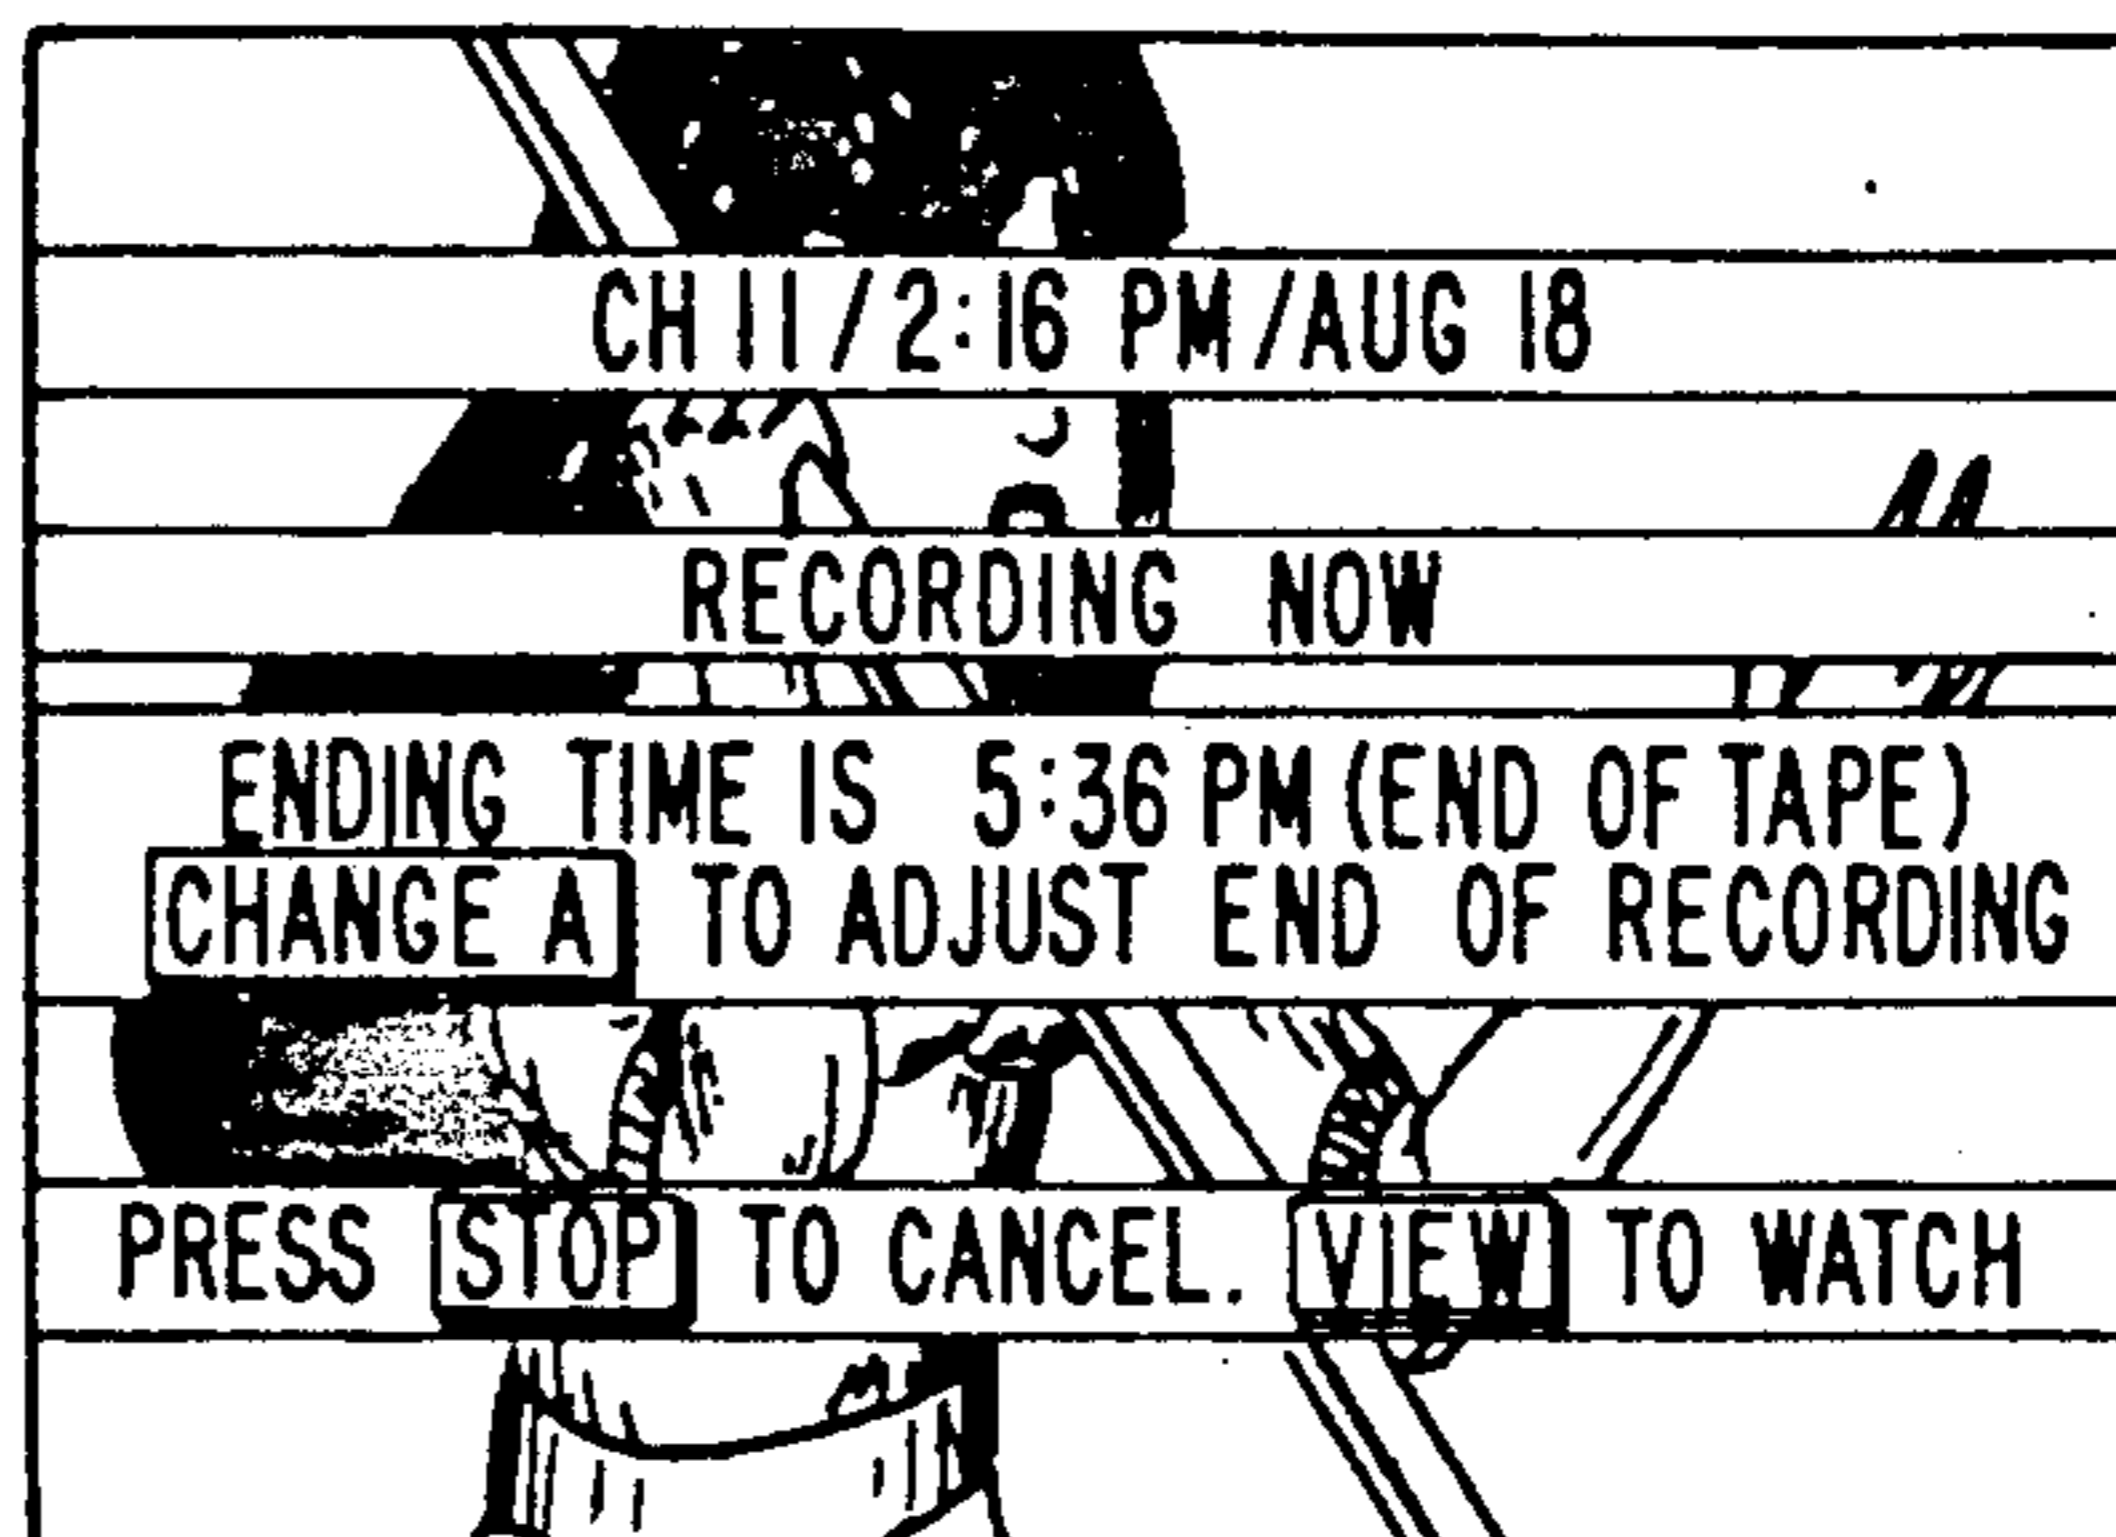 CH 11/2:16 PM/AUG 18
RECORDING NOW
ENDING TIME IS 5:36 PM (END OF TAPE)
CHANGE A TO ADJUST END OF RECORDING
PRESS STOP TO CANCEL. VIEW TO WATCH